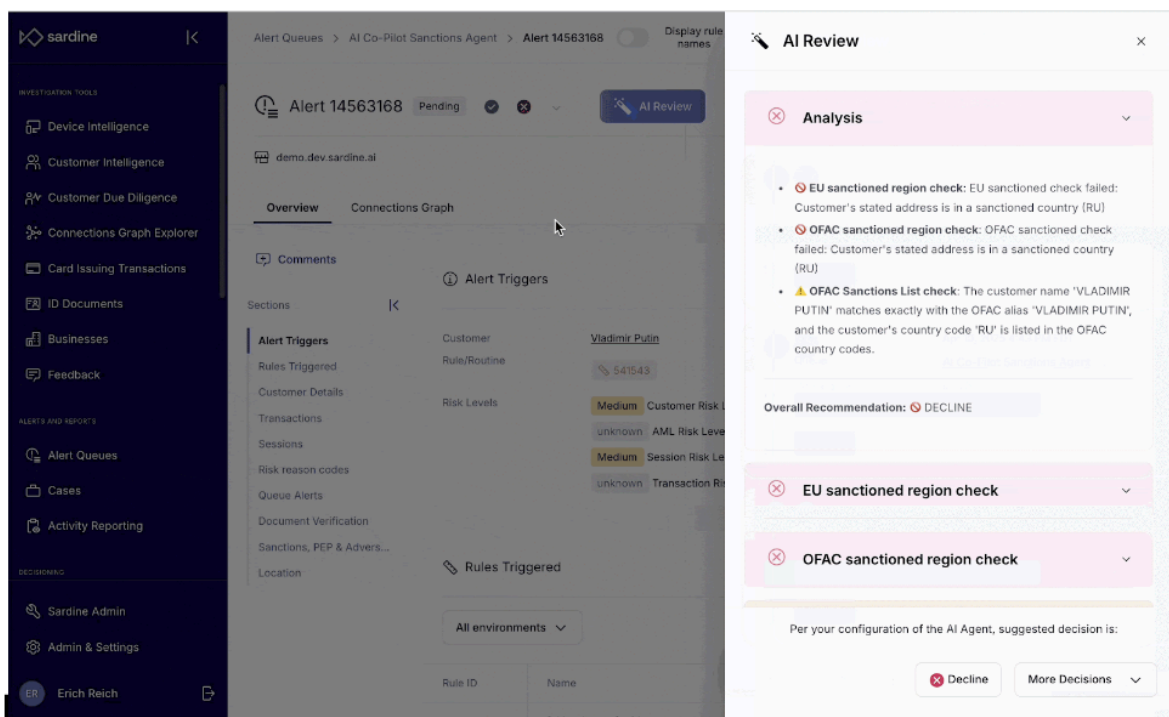 sardine
INVESTIGATION TOOLS
Device Intelligence
Customer Intelligence
Customer Due Diligence
Connections Graph Explorer
Card Issuing Transactions
ID Documents
Businesses
Feedback
ALERTS AND REPORTS
Alert Queues
Cases
Activity Reporting
DECISIONING
Sardine Admin
Admin & Settings
ER Erich Reich
Alert Queues > AI Co-Pilot Sanctions Agent > Alert 14563168
Display rule
names
Alert 14563168 Pending
AI Review
demo.dev.sardine.ai
Overview Connections Graph
Comments
Sections
Alert Triggers
Rules Triggered
Customer Details
Transactions
Sessions
Risk reason codes
Queue Alerts
Document Verification
Sanctions, PEP & Advers...
Location
Alert Triggers
Customer Vladimir Putin
Rule/Routine 541543
Risk Levels Medium Customer Risk L
unknown AML Risk Leve
Medium Session Risk Le
unknown Transaction Ris
Rules Triggered
All environments
Rule ID Name
AI Review
Analysis
• EU sanctioned region check: EU sanctioned check failed:
Customer's stated address is in a sanctioned country (RU)
• OFAC sanctioned region check: OFAC sanctioned check
failed: Customer's stated address is in a sanctioned country
(RU)
• OFAC Sanctions List check: The customer name 'VLADIMIR
PUTIN' matches exactly with the OFAC alias 'VLADIMIR PUTIN',
and the customer's country code 'RU' is listed in the OFAC
country codes.
Overall Recommendation: DECLINE
EU sanctioned region check
OFAC sanctioned region check
Per your configuration of the AI Agent, suggested decision is:
Decline
More Decisions